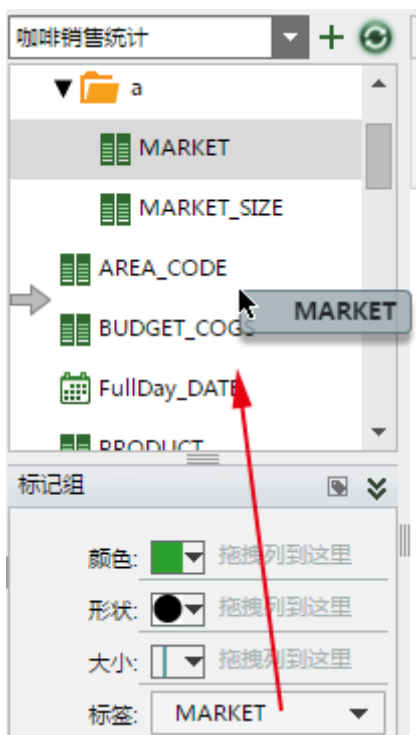 咖啡销售统计
a
MARKET
MARKET_SIZE
AREA_CODE
MARKET
BUDGET_COGS
FullDay_DATE
PRODUCT
标记组
颜色: 拖拽列到这里
形状: 拖拽列到这里
大小: 拖拽列到这里
标签: MARKET